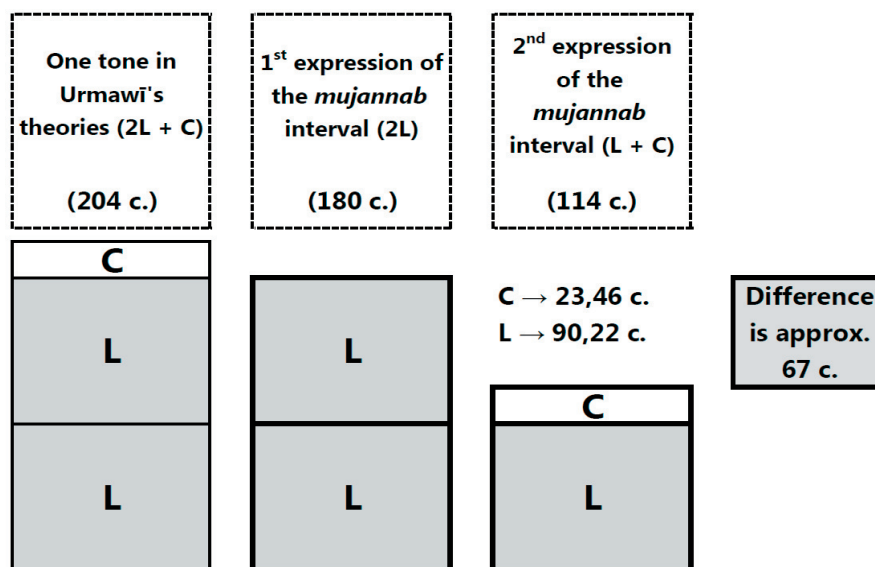 One tone in
Urmawī's
theories (2L + C)
(204 c.)
1st expression of
the mujannab
interval (2L)
(180 c.)
2nd expression
of the
mujannab
interval (L + C)
(114 c.)
C
L
L
L
L
C → 23,46 c.
L → 90,22 c.
C
L
Difference
is approx.
67 c.